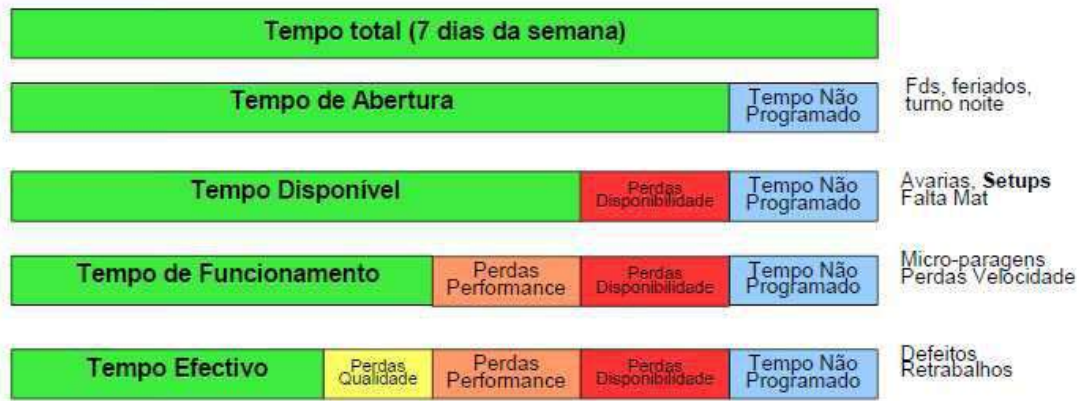 Tempo total (7 dias da semana)
Tempo de Abertura
Tempo Não
Programado
Fds, feriados,
turno noite
Tempo Disponível
Perdas
Disponibilidade
Tempo Não
Programado
Avarias, Setups
Falta Mat
Tempo de Funcionamento
Perdas
Performance
Perdas
Disponibilidade
Tempo Não
Programado
Micro-paragens
Perdas Velocidade
Tempo Efectivo
Perdas
Qualidade
Perdas
Performance
Perdas
Disponibilidade
Tempo Não
Programado
Defeitos
Retrabalhos